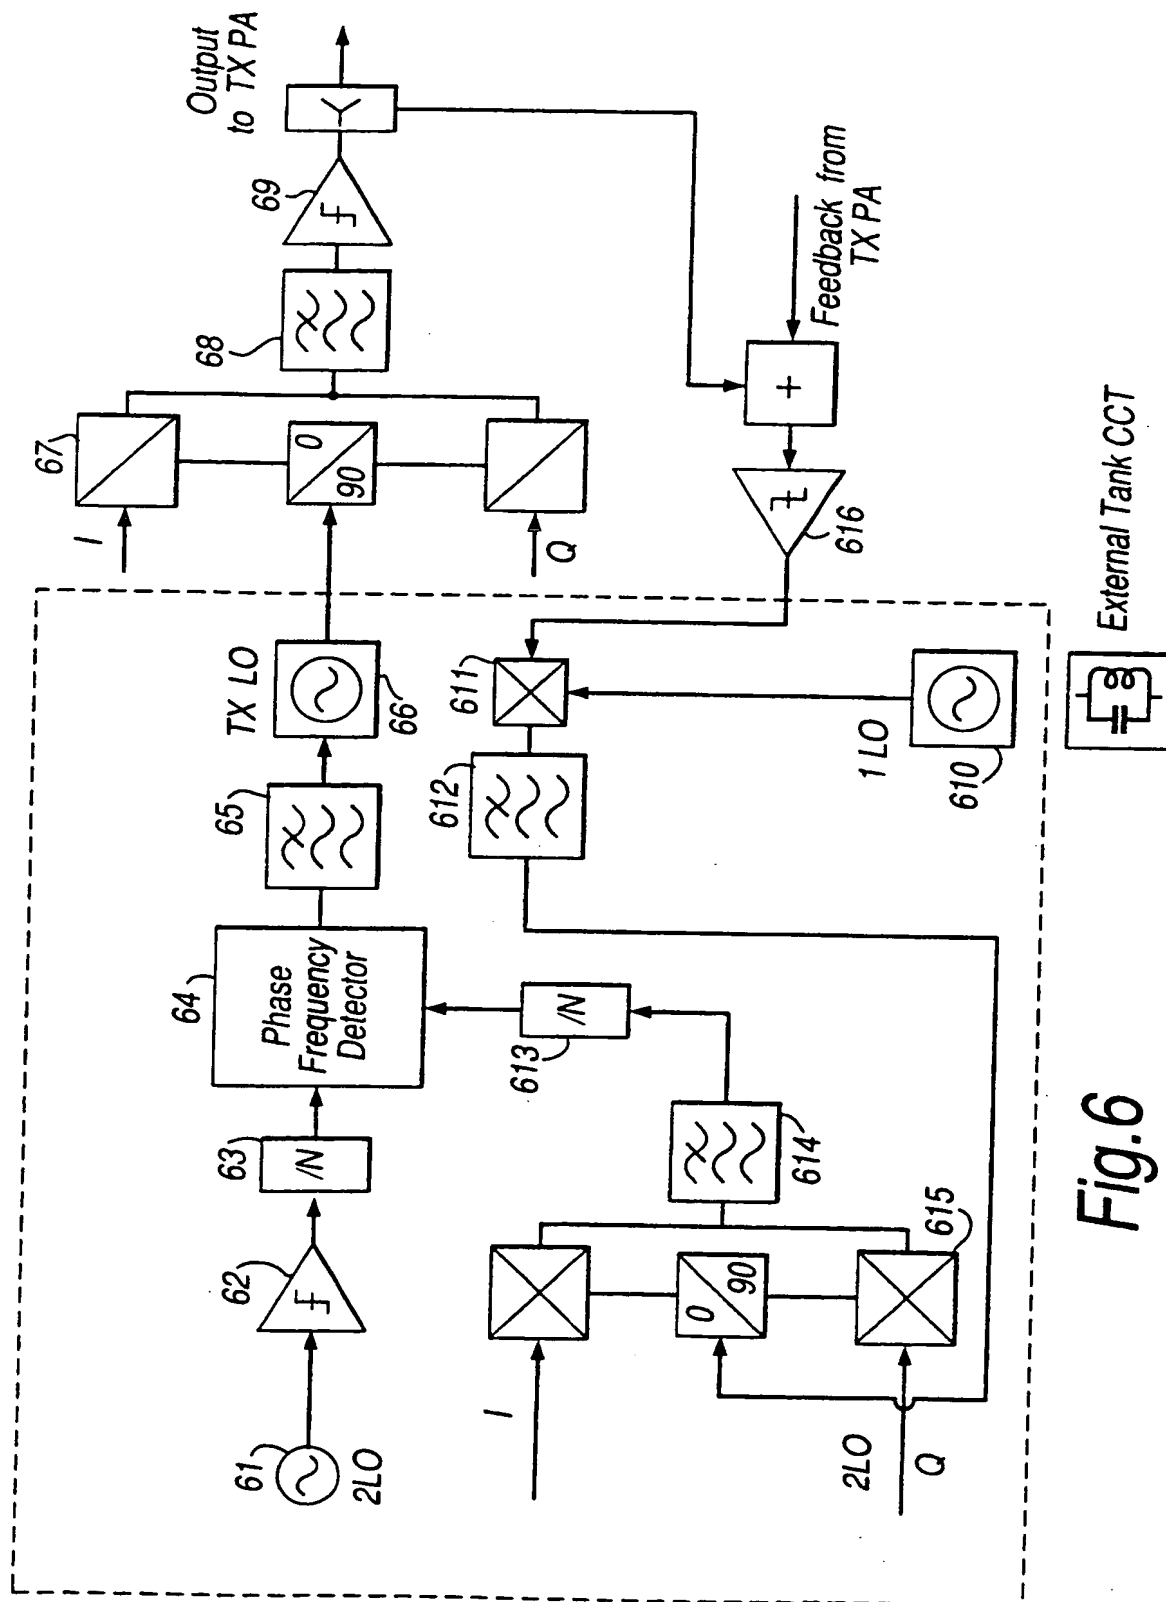 Output
to TX PA
69
68
67
I
0
90
Q
+
Feedback from
TX PA
616
TX LO
66
65
64
Phase
Frequency
Detector
63
/N
62
61
2LO
611
612
1 LO
610
/N
613
614
I
0
90
2LO
Q
615
External Tank CCT
Fig.6